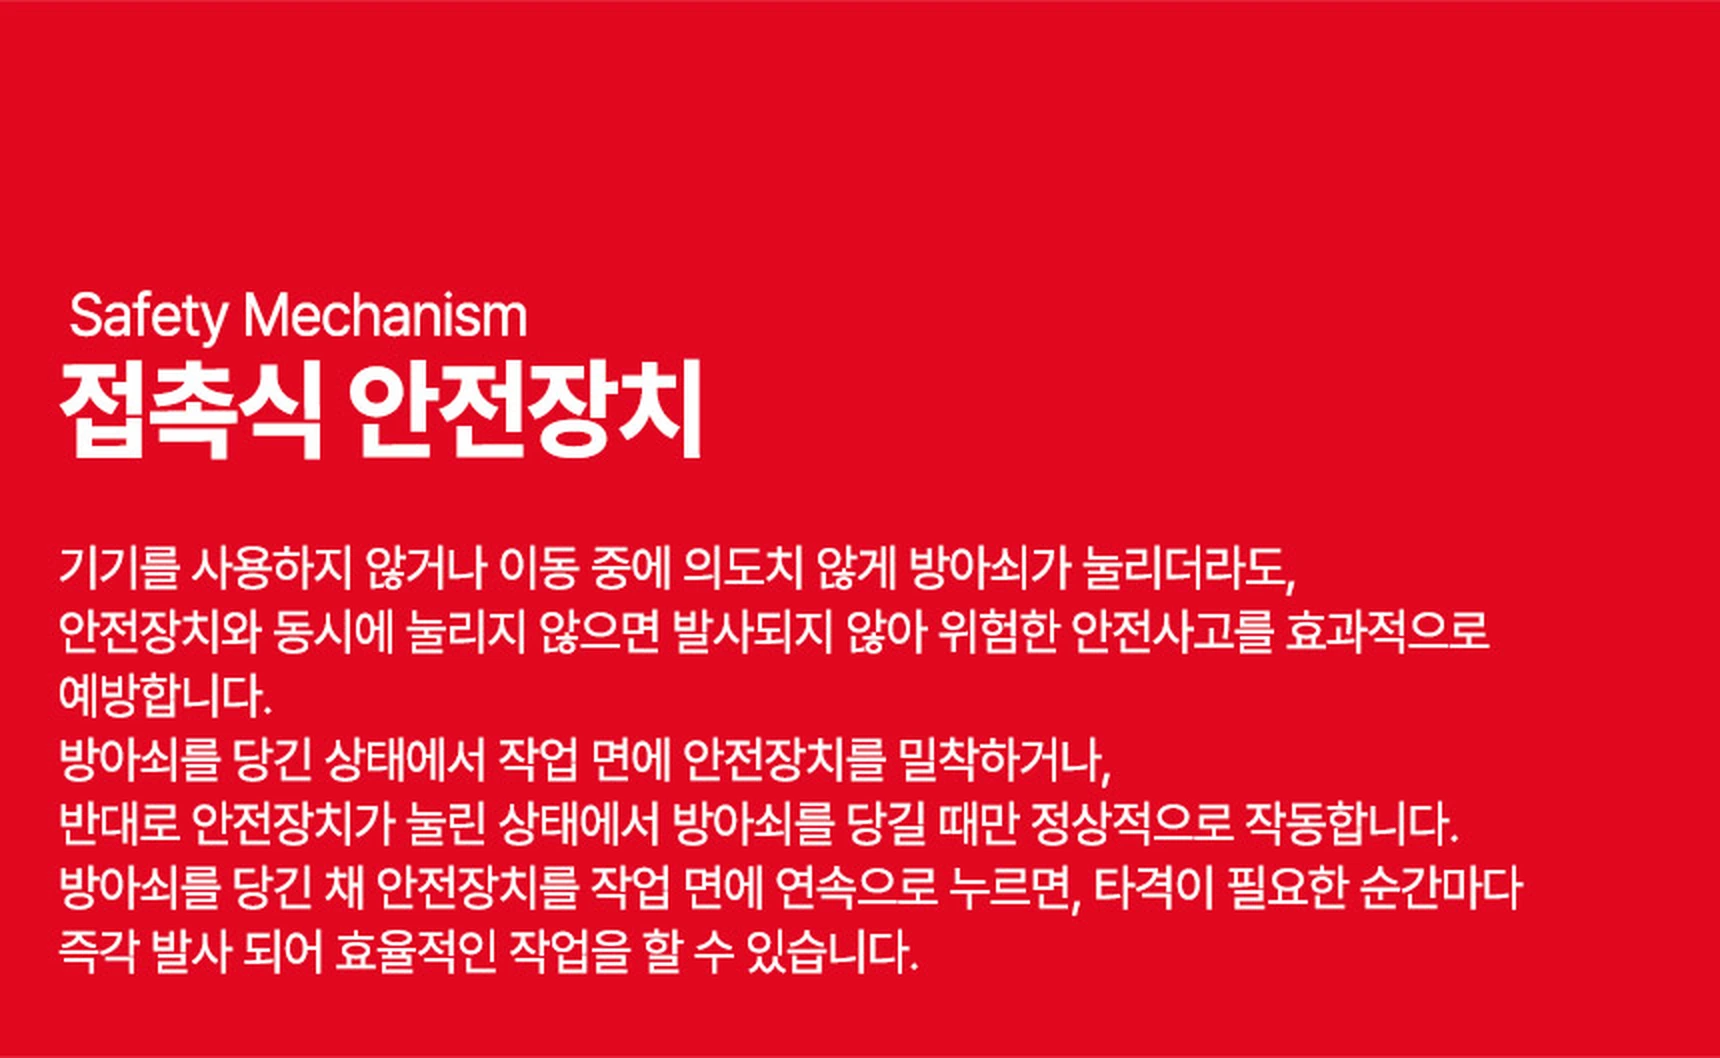 Safety Mechanism
접촉식 안전장치
기기를 사용하지 않거나 이동 중에 의도치 않게 방아쇠가 눌리더라도,
안전장치와 동시에 눌리지 않으면 발사되지 않아 위험한 안전사고를 효과적으로
예방합니다.
방아쇠를 당긴 상태에서 작업 면에 안전장치를 밀착하거나,
반대로 안전장치가 눌린 상태에서 방아쇠를 당길 때만 정상적으로 작동합니다.
방아쇠를 당긴 채 안전장치를 작업 면에 연속으로 누르면, 타격이 필요한 순간마다
즉각 발사 되어 효율적인 작업을 할 수 있습니다.